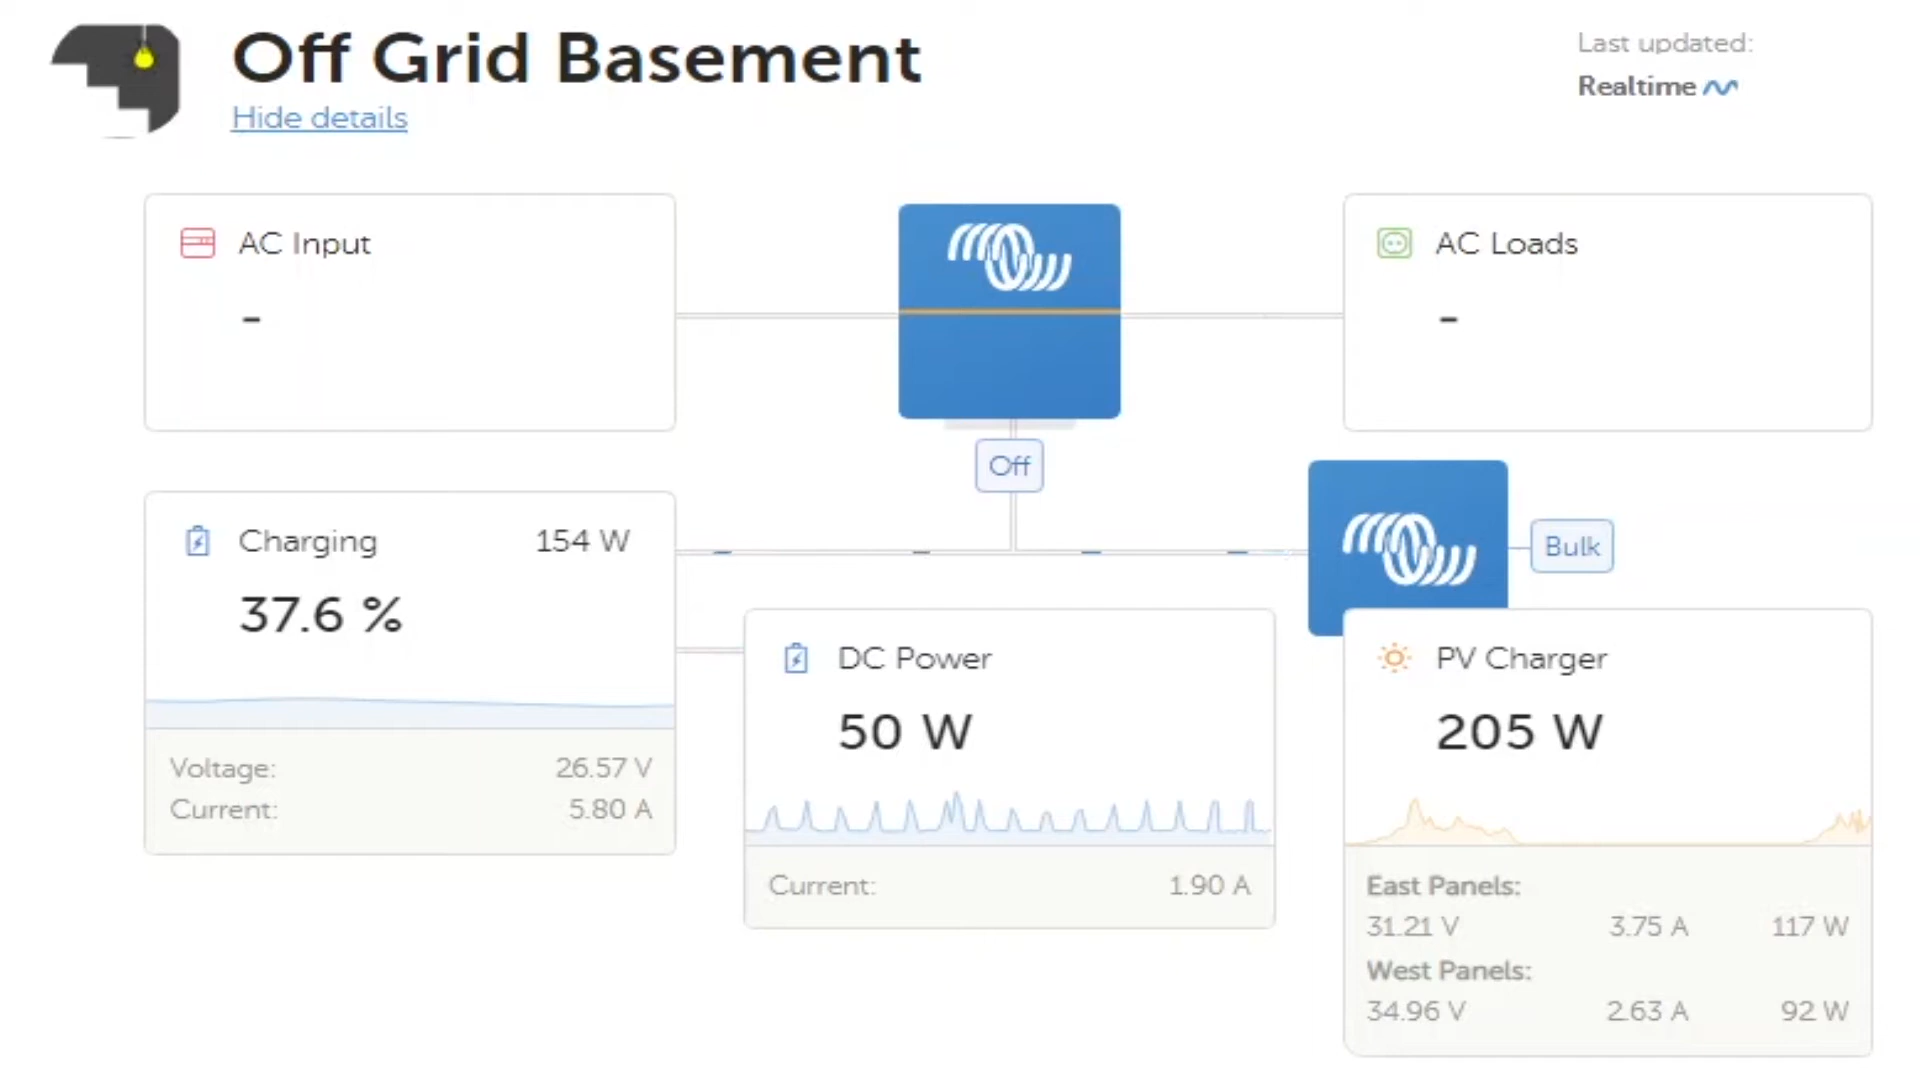 Off Grid Basement
Hide details
Last updated:
Realtime
AC Input
-
AC Loads
-
Off
Charging 154 W
37.6 %
Voltage: 26.57 V
Current: 5.80 A
Bulk
DC Power
50 W
Current: 1.90 A
PV Charger
205 W
East Panels:
31.21 V 3.75 A 117 W
West Panels:
34.96 V 2.63 A 92 W